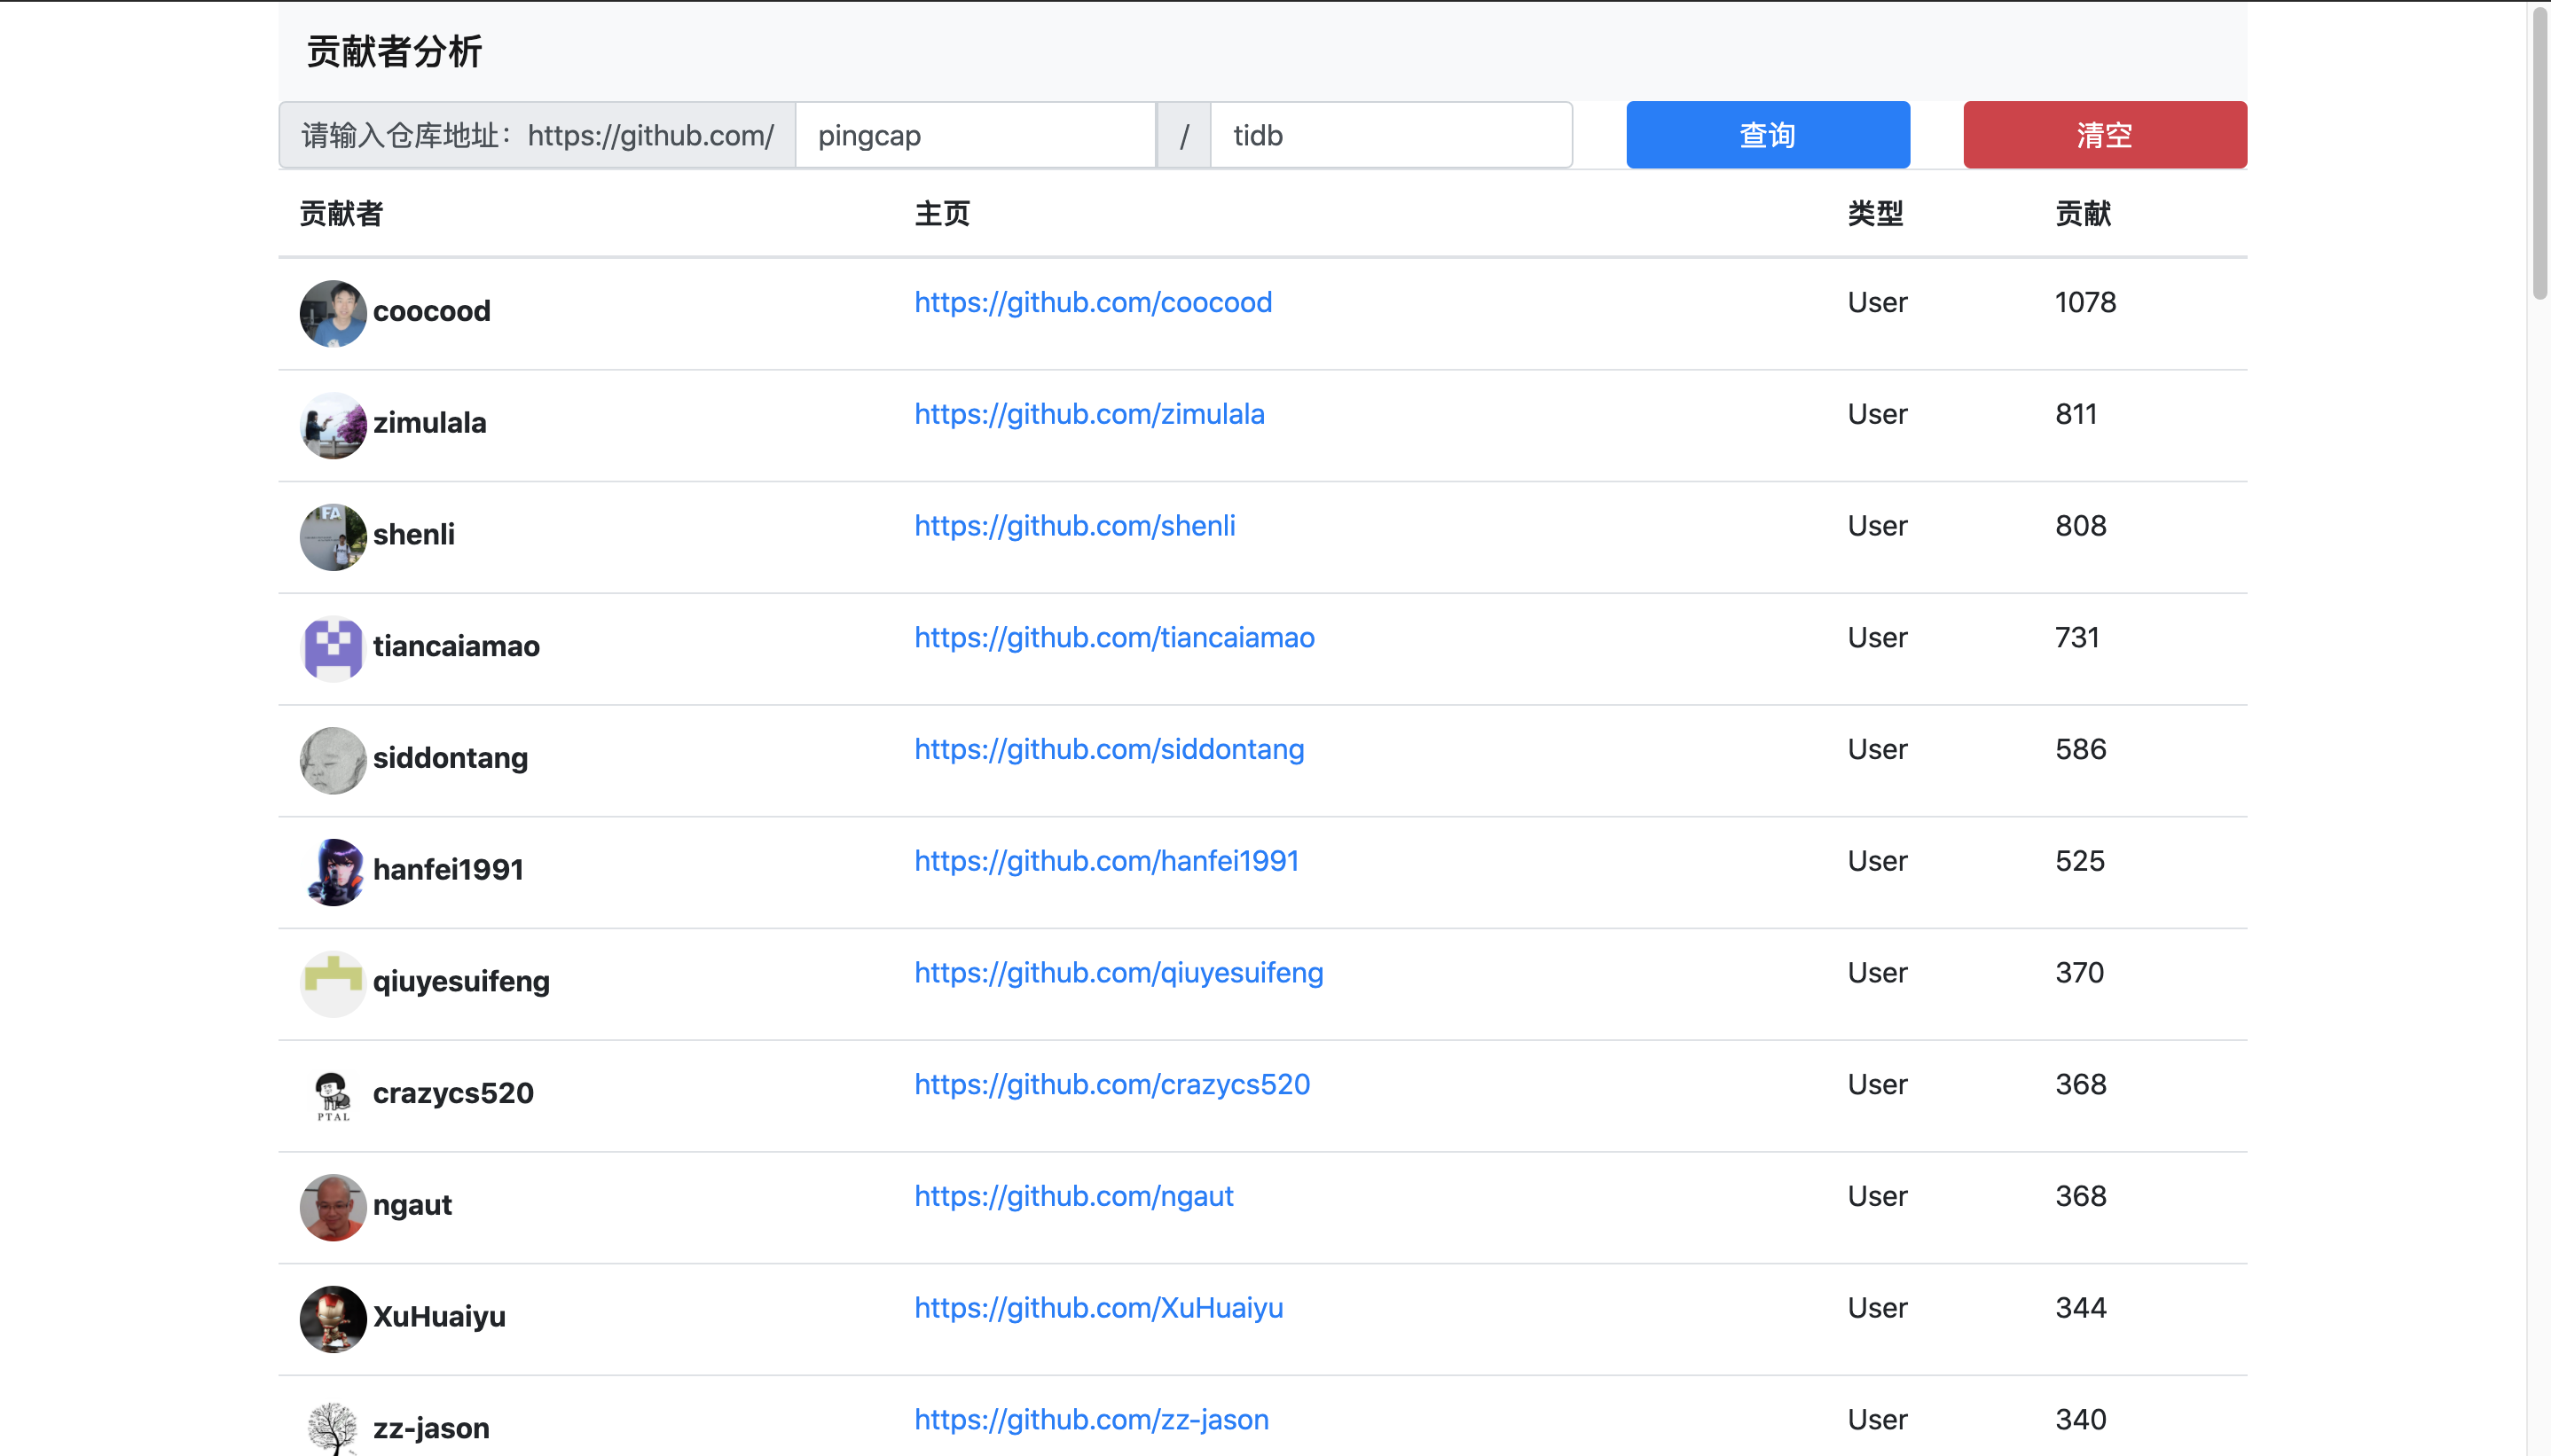 贡献者分析
请输入仓库地址：https://github.com/ pingcap / tidb 查询 清空
贡献者 主页 类型 贡献
coocood https://github.com/coocood User 1078
zimulala https://github.com/zimulala User 811
FA
shenli https://github.com/shenli User 808
tiancaiamao https://github.com/tiancaiamao User 731
siddontang https://github.com/siddontang User 586
hanfei1991 https://github.com/hanfei1991 User 525
qiuyesuifeng https://github.com/qiuyesuifeng User 370
crazycs520 https://github.com/crazycs520 User 368
PTAL
ngaut https://github.com/ngaut User 368
XuHuaiyu https://github.com/XuHuaiyu User 344
zz-jason https://github.com/zz-jason User 340